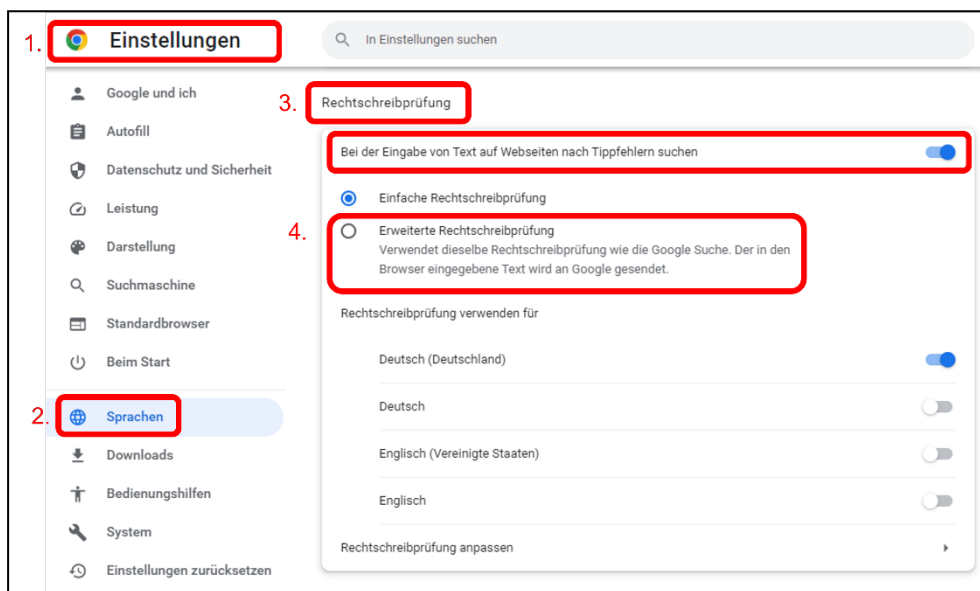 1. Einstellungen
In Einstellungen suchen
Google und ich
Autofill
Datenschutz und Sicherheit
Leistung
Darstellung
Suchmaschine
Standardbrowser
Beim Start
2. Sprachen
Downloads
Bedienungshilfen
System
Einstellungen zurücksetzen
3. Rechtschreibprüfung
Bei der Eingabe von Text auf Webseiten nach Tippfehlern suchen
Einfache Rechtschreibprüfung
4. Erweiterte Rechtschreibprüfung
Verwendet dieselbe Rechtschreibprüfung wie die Google Suche. Der in den
Browser eingegebene Text wird an Google gesendet.
Rechtschreibprüfung verwenden für
Deutsch (Deutschland)
Deutsch
Englisch (Vereinigte Staaten)
Englisch
Rechtschreibprüfung anpassen